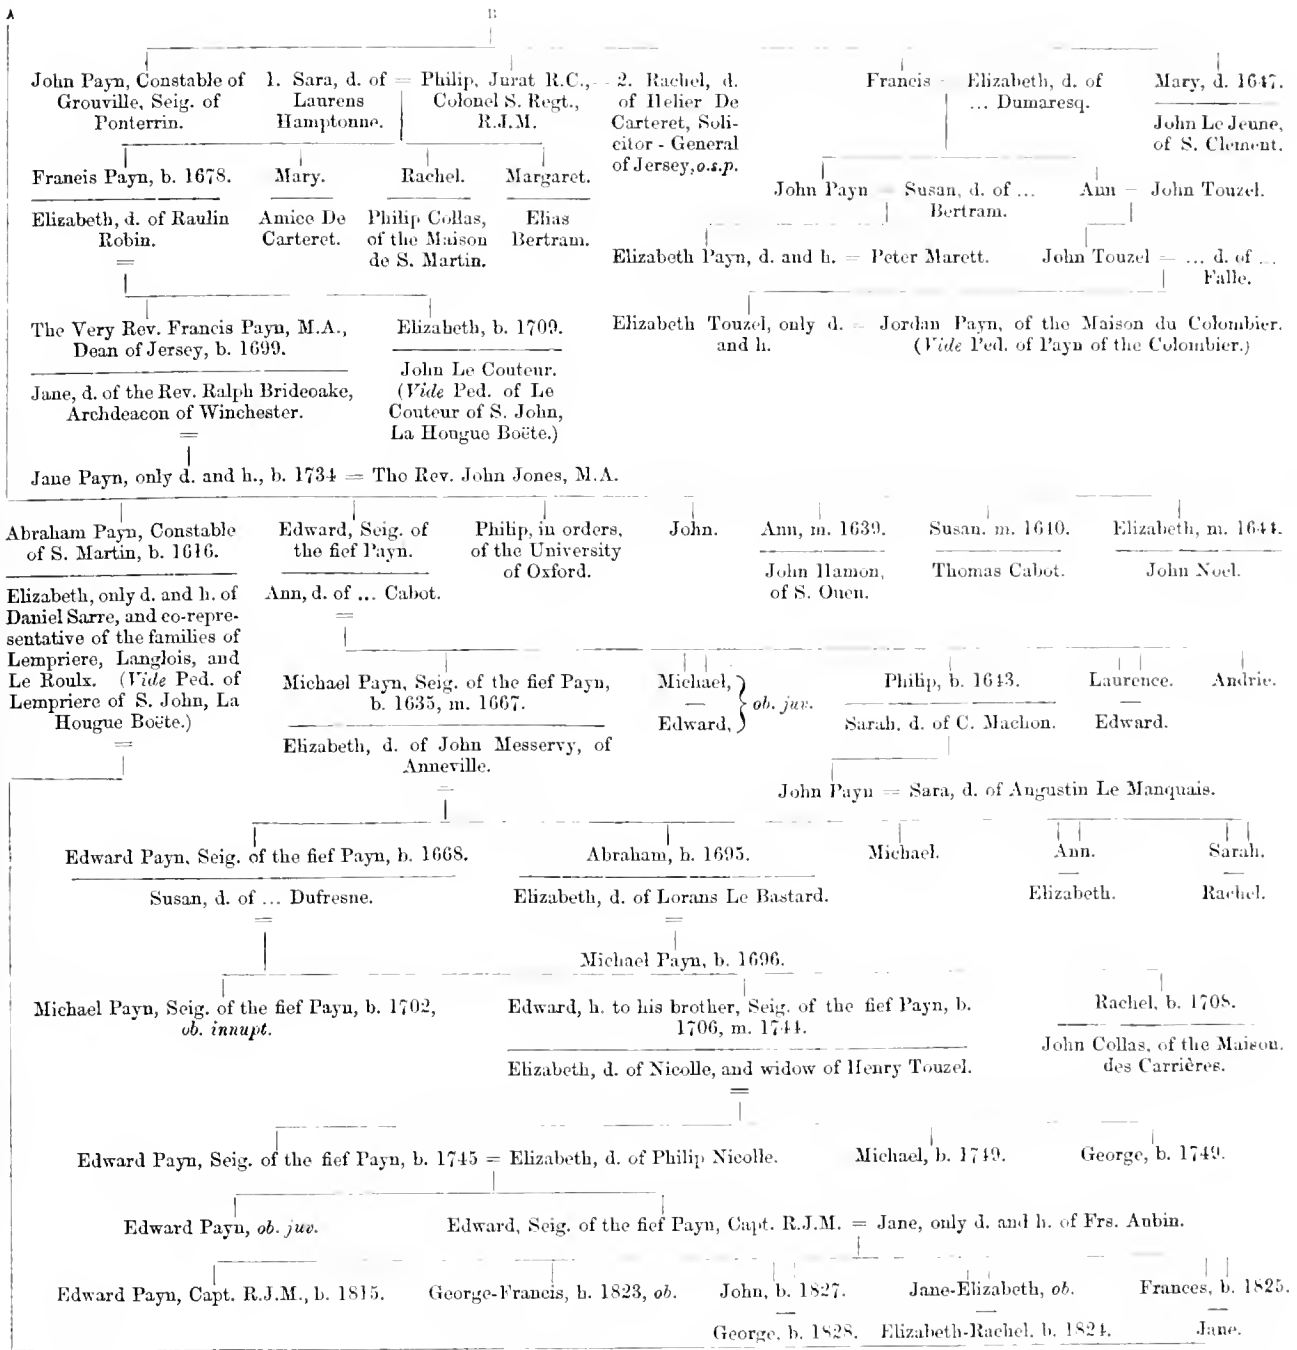 A
B
John Payn, Constable of
Grouville, Seig. of
Ponterrin.
1. Sara, d. of
Laurens
Hamptonne.
= Philip, Jurat R.C.,
Colonel S. Regt.,
R.J.M.
2. Rachel, d.
of Helier De
Carteret, Soli-
citor - General
of Jersey, o.s.p.
Francis
Elizabeth, d. of
... Dumaresq.
Mary, d. 1647.
John Le Jeune,
of S. Clement.
Francis Payn, b. 1678.
Elizabeth, d. of Raulin
Robin.
=
Mary.
Amice De
Carteret.
Rachel.
Philip Collas,
of the Maison
de S. Martin.
Margaret.
Elias
Bertram.
John Payn = Susan, d. of ...
Bertram.
Ann = John Touzel.
Elizabeth Payn, d. and h. = Peter Marett.
John Touzel = ... d. of ...
Falle.
The Very Rev. Francis Payn, M.A.,
Dean of Jersey, b. 1699.
Jane, d. of the Rev. Ralph Brideoake,
Archdeacon of Winchester.
=
Elizabeth, b. 1709.
John Le Couteur.
(Vide Ped. of Le
Couteur of S. John,
La Hougue Boëte.)
Elizabeth Touzel, only d.
and h.
= Jordan Payn, of the Maison du Colombier.
(Vide Ped. of Payn of the Colombier.)
Jane Payn, only d. and h., b. 1734 = The Rev. John Jones, M.A.
Abraham Payn, Constable
of S. Martin, b. 1616.
Elizabeth, only d. and h. of
Daniel Sarre, and co-repre-
sentative of the families of
Lempriere, Langlois, and
Le Roulx. (Vide Ped. of
Lempriere of S. John, La
Hougue Boëte.)
=
Edward, Seig. of
the fief Payn.
Ann, d. of ... Cabot.
=
Philip, in orders,
of the University
of Oxford.
John.
Ann, m. 1639.
John Hamon,
of S. Ouen.
Susan. m. 1640.
Thomas Cabot.
Elizabeth, m. 1644.
John Noel.
Michael Payn, Seig. of the fief Payn,
b. 1635, m. 1667.
Elizabeth, d. of John Messervy, of
Anneville.
=
Michael,
Edward,
} ob. juv.
Philip, b. 1643.
Sarah, d. of C. Machon.
Laurence.
Edward.
Andrie.
John Payn = Sara, d. of Angustin Le Manquais.
Edward Payn, Seig. of the fief Payn, b. 1668.
Susan, d. of ... Dufresne.
=
Abraham, b. 1695.
Elizabeth, d. of Lorans Le Bastard.
=
Michael.
Ann.
Elizabeth.
Sarah.
Rachel.
Michael Payn, b. 1696.
Michael Payn, Seig. of the fief Payn, b. 1702,
ob. innupt.
Edward, h. to his brother, Seig. of the fief Payn, b.
1706, m. 1744.
Elizabeth, d. of Nicolle, and widow of Henry Touzel.
=
Rachel, b. 1708.
John Collas, of the Maison.
des Carrières.
Edward Payn, Seig. of the fief Payn, b. 1745 = Elizabeth, d. of Philip Nicolle.
Michael, b. 1749.
George, b. 1749.
Edward Payn, ob. juv.
Edward, Seig. of the fief Payn, Capt. R.J.M. = Jane, only d. and h. of Frs. Aubin.
Edward Payn, Capt. R.J.M., b. 1815.
George-Francis, b. 1823, ob.
John, b. 1827.
George, b. 1828.
Jane-Elizabeth, ob.
Elizabeth-Rachel, b. 1824.
Frances, b. 1825.
Jane.